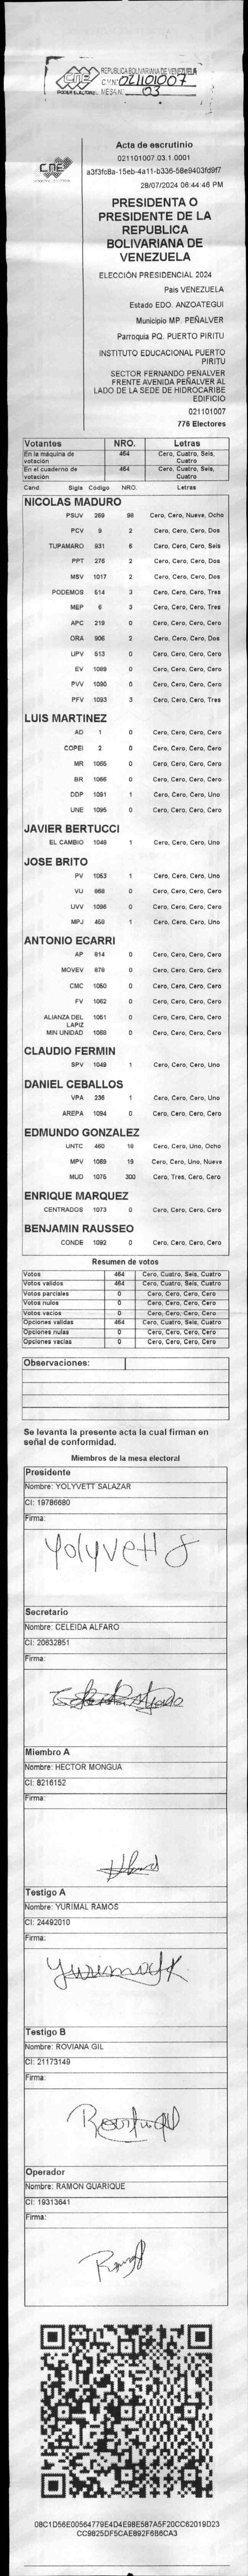 REPUBLICA BOLIVARIANA DE VENEZUELA
CNE
C.V.Nº: 021101007
PODER ELECTORAL MESA Nº: 03
Acta de escrutinio
021101007.03.1.0001
CNE
a3f3fc8a-15eb-4a11-b336-58e9403fd9f7
28/07/2024 06:44:46 PM
PRESIDENTA O
PRESIDENTE DE LA
REPUBLICA
BOLIVARIANA DE
VENEZUELA
ELECCIÓN PRESIDENCIAL 2024
País VENEZUELA
Estado EDO. ANZOATEGUI
Municipio MP. PEÑALVER
Parroquia PQ. PUERTO PIRITU
INSTITUTO EDUCACIONAL PUERTO
PIRITU
SECTOR FERNANDO PEÑALVER
FRENTE AVENIDA PEÑALVER AL
LADO DE LA SEDE DE HIDROCARIBE
EDIFICIO
021101007
776 Electores
Votantes NRO. Letras
En la máquina de votación 464 Cero, Cuatro, Seis, Cuatro
En el cuaderno de votación 464 Cero, Cuatro, Seis, Cuatro
Cand. Sigla Código NRO. Letras
NICOLAS MADURO
PSUV 269 98 Cero, Cero, Nueve, Ocho
PCV 9 2 Cero, Cero, Cero, Dos
TUPAMARO 931 6 Cero, Cero, Cero, Seis
PPT 276 2 Cero, Cero, Cero, Dos
MSV 1017 2 Cero, Cero, Cero, Dos
PODEMOS 514 3 Cero, Cero, Cero, Tres
MEP 6 3 Cero, Cero, Cero, Tres
APC 219 0 Cero, Cero, Cero, Cero
ORA 906 2 Cero, Cero, Cero, Dos
UPV 513 0 Cero, Cero, Cero, Cero
EV 1089 0 Cero, Cero, Cero, Cero
PVV 1090 0 Cero, Cero, Cero, Cero
PFV 1093 3 Cero, Cero, Cero, Tres
LUIS MARTINEZ
AD 1 0 Cero, Cero, Cero, Cero
COPEI 2 0 Cero, Cero, Cero, Cero
MR 1065 0 Cero, Cero, Cero, Cero
BR 1066 0 Cero, Cero, Cero, Cero
DDP 1091 1 Cero, Cero, Cero, Uno
UNE 1095 0 Cero, Cero, Cero, Cero
JAVIER BERTUCCI
EL CAMBIO 1048 1 Cero, Cero, Cero, Uno
JOSE BRITO
PV 1053 1 Cero, Cero, Cero, Uno
VU 868 0 Cero, Cero, Cero, Cero
UVV 1096 0 Cero, Cero, Cero, Cero
MPJ 458 1 Cero, Cero, Cero, Uno
ANTONIO ECARRI
AP 814 0 Cero, Cero, Cero, Cero
MOVEV 878 0 Cero, Cero, Cero, Cero
CMC 1050 0 Cero, Cero, Cero, Cero
FV 1062 0 Cero, Cero, Cero, Cero
ALIANZA DEL LAPIZ 1051 0 Cero, Cero, Cero, Cero
MIN UNIDAD 1068 0 Cero, Cero, Cero, Cero
CLAUDIO FERMIN
SPV 1049 1 Cero, Cero, Cero, Uno
DANIEL CEBALLOS
VPA 236 1 Cero, Cero, Cero, Uno
AREPA 1094 0 Cero, Cero, Cero, Cero
EDMUNDO GONZALEZ
UNTC 460 18 Cero, Cero, Uno, Ocho
MPV 1069 19 Cero, Cero, Uno, Nueve
MUD 1075 300 Cero, Tres, Cero, Cero
ENRIQUE MARQUEZ
CENTRADOS 1073 0 Cero, Cero, Cero, Cero
BENJAMIN RAUSSEO
CONDE 1092 0 Cero, Cero, Cero, Cero
Resumen de votos
Votos 464 Cero, Cuatro, Seis, Cuatro
Votos validos 464 Cero, Cuatro, Seis, Cuatro
Votos parciales 0 Cero, Cero, Cero, Cero
Votos nulos 0 Cero, Cero, Cero, Cero
Votos vacios 0 Cero, Cero, Cero, Cero
Opciones validas 464 Cero, Cuatro, Seis, Cuatro
Opciones nulas 0 Cero, Cero, Cero, Cero
Opciones vacias 0 Cero, Cero, Cero, Cero
Observaciones:
Se levanta la presente acta la cual firman en
señal de conformidad.
Miembros de la mesa electoral
Presidente
Nombre: YOLYVETT SALAZAR
CI: 19786680
Firma:
Yolyvett S
Secretario
Nombre: CELEIDA ALFARO
CI: 20632851
Firma:
Miembro A
Nombre: HECTOR MONGUA
CI: 8216152
Firma:
Testigo A
Nombre: YURIMAL RAMOS
CI: 24492010
Firma:
Testigo B
Nombre: ROVIANA GIL
CI: 21173149
Firma:
Operador
Nombre: RAMON GUARIQUE
CI: 19313641
Firma:
08C1D56E00564779E4D4E98E587A5F20CC62019D23
CC9825DF5CAE892F6B6CA3